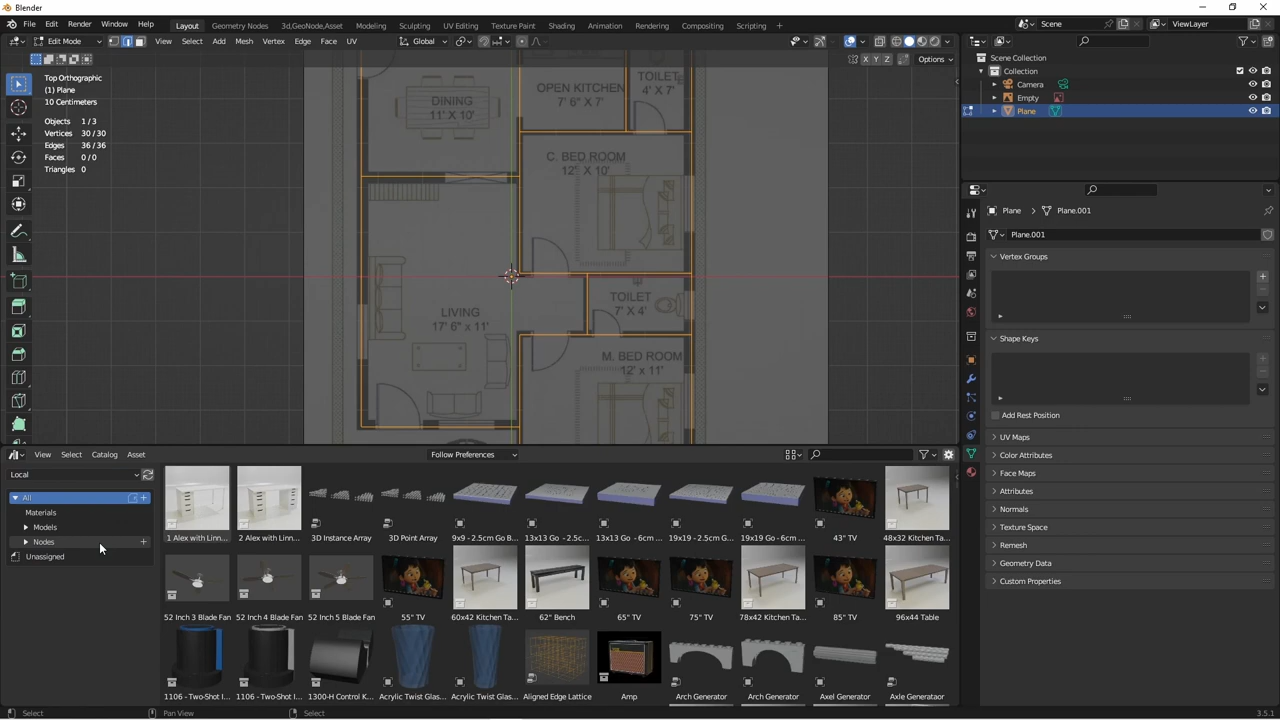 Blender
File Edit Render Window Help Layout Geometry Nodes 3d,GeoNode,Asset Modeling Sculpting UV Editing Texture Paint Shading Animation Rendering Compositing Scripting Scene ViewLayer
Edit Mode View Select Add Mesh Vertex Edge Face UV Global
X Y Z Options
Top Orthographic
(1) Plane
10 Centimeters
Objects 1/3
Vertices 30/30
Edges 36/36
Faces 0/0
Triangles 0
DINING
11' X 10'
OPEN KITCHEN
7' 6" X 7'
TOILET
4' X 7'
C. BED ROOM
12' X 10'
LIVING
17' 6" x 11'
TOILET
7' X 4'
M. BED ROOM
12' x 11'
Scene Collection
Collection
Camera
Empty
Plane
Plane Plane.001
Plane.001
Vertex Groups
Shape Keys
Add Rest Position
UV Maps
Color Attributes
Face Maps
Attributes
Normals
Texture Space
Remesh
Geometry Data
Custom Properties
View Select Catalog Asset Follow Preferences
Local
All
Materials
Models
Nodes
Unassigned
1 Alex with Linn... 2 Alex with Linn... 3D Instance Array 3D Point Array 9x9 - 2.5cm Go B... 13x13 Go - 2.5c... 13x13 Go - 6cm ... 19x19 - 2.5cm G... 19x19 Go - 6cm ... 43" TV 48x32 Kitchen Ta...
52 Inch 3 Blade Fan 52 Inch 4 Blade Fan 52 Inch 5 Blade Fan 55" TV 60x42 Kitchen Ta... 62" Bench 65" TV 75" TV 78x42 Kitchen Ta... 85" TV 96x44 Table
1106 - Two-Shot I... 1106 - Two-Shot I... 1300-H Control K... Acrylic Twist Glas... Acrylic Twist Glas... Aligned Edge Lattice Amp Arch Generator Arch Generator Axel Generator Axle Generataor
Select Pan View Select 3.5.1